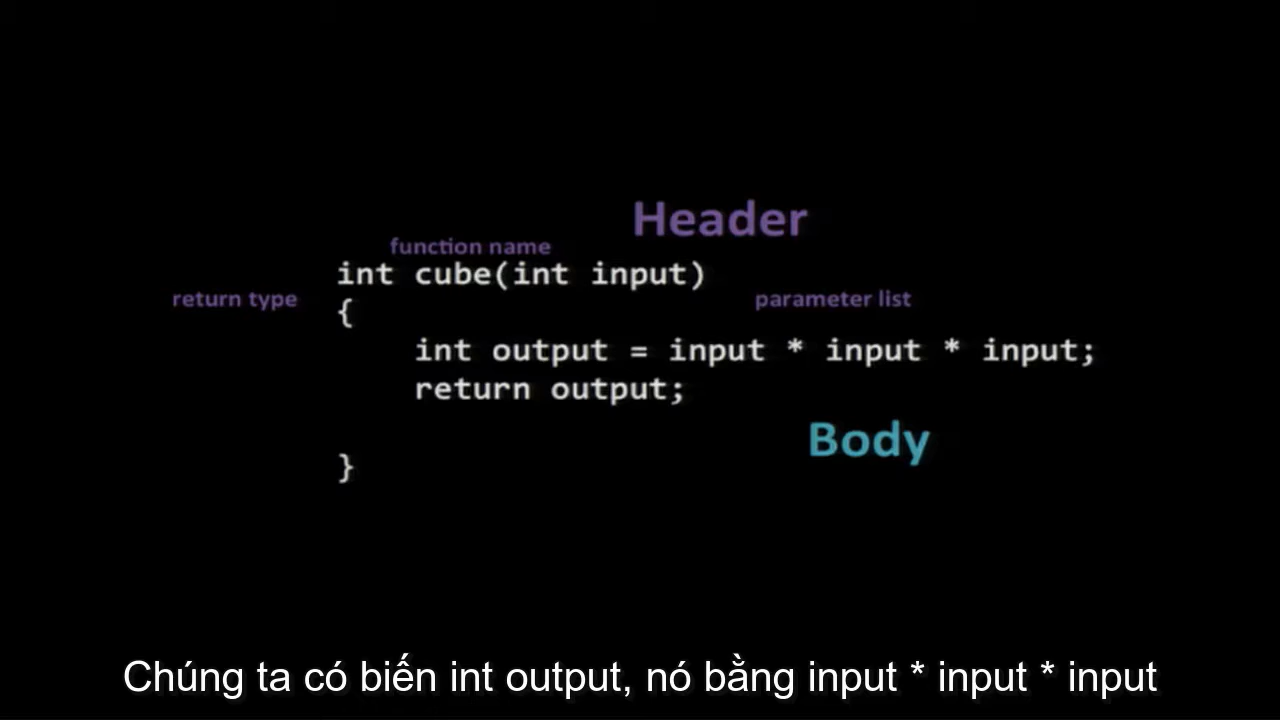 Header
function name
int cube(int input)
return type
{
parameter list
int output = input * input * input;
return output;
Body
}
Chúng ta có biến int output, nó bằng input * input * input